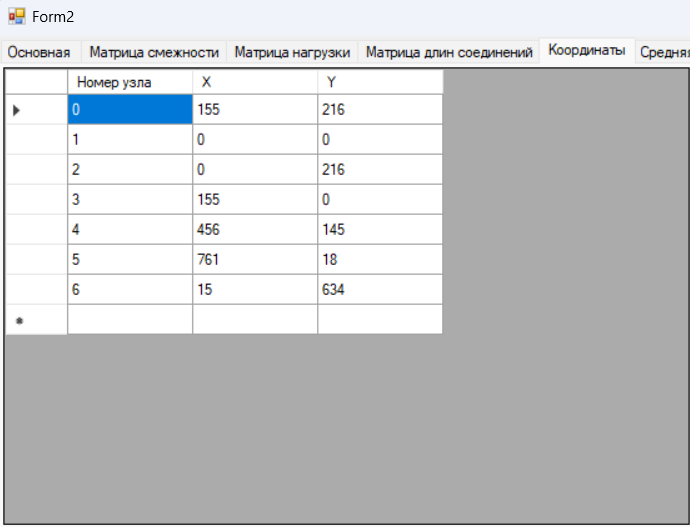 Form2
Основная Матрица смежности Матрица нагрузки Матрица длин соединений Координаты Средняя
Номер узла X Y
0 155 216
1 0 0
2 0 216
3 155 0
4 456 145
5 761 18
6 15 634